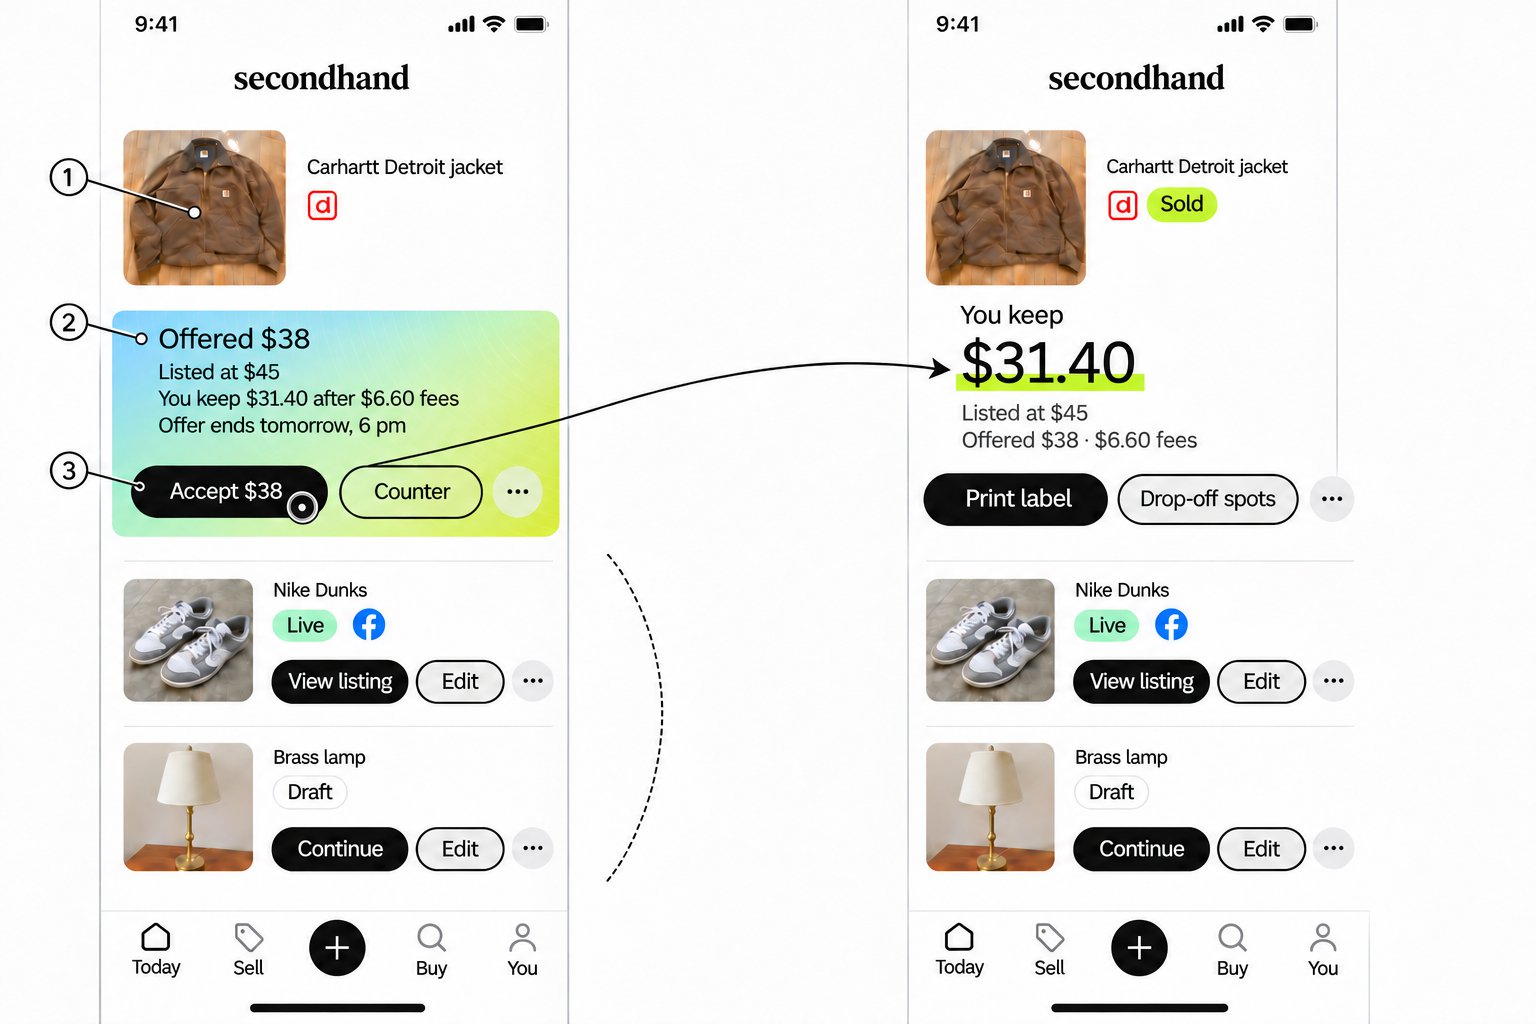 9:41
secondhand
1
Carhartt Detroit jacket
d
2
Offered $38
Listed at $45
You keep $31.40 after $6.60 fees
Offer ends tomorrow, 6 pm
3
Accept $38
Counter
Nike Dunks
Live
View listing
Edit
Brass lamp
Draft
Continue
Edit
Today
Sell
Buy
You
9:41
secondhand
Carhartt Detroit jacket
d
Sold
You keep
$31.40
Listed at $45
Offered $38 · $6.60 fees
Print label
Drop-off spots
Nike Dunks
Live
View listing
Edit
Brass lamp
Draft
Continue
Edit
Today
Sell
Buy
You